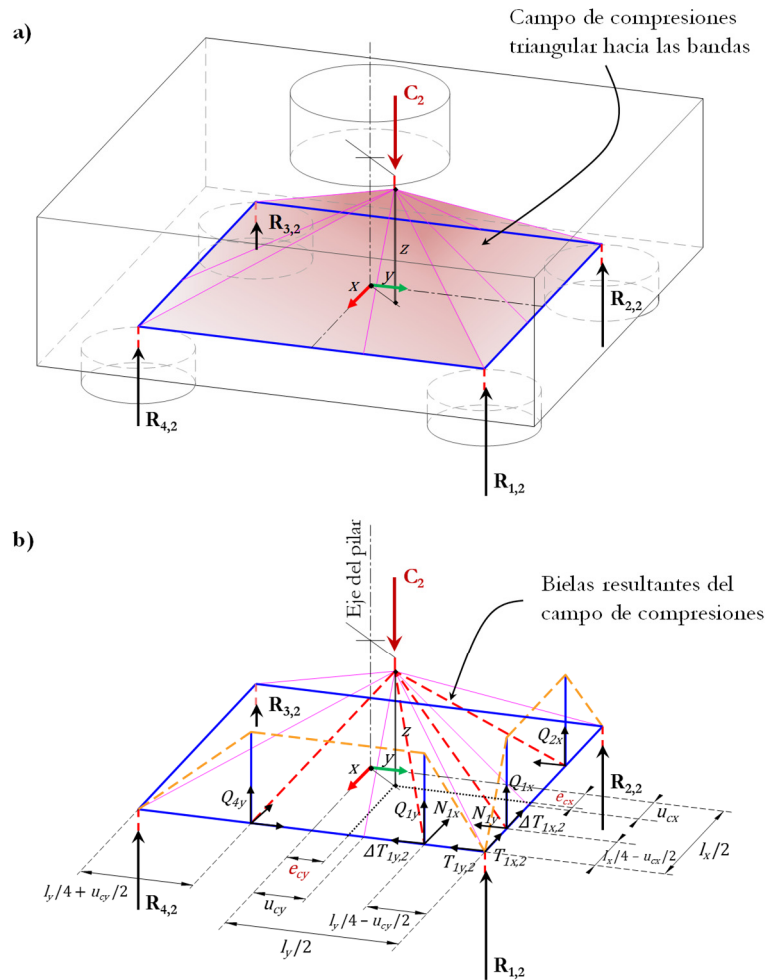 a)
Campo de compresiones
triangular hacia las bandas
C2
R3,2
z
x
y
R2,2
R4,2
R1,2
b)
Eje del pilar
C2
Bielas resultantes del
campo de compresiones
R3,2
z
Q2x
x
y
Q4y
Q1y
N1x
Q1x
N1y
ecx
R2,2
ucx
ΔT1x,2
ΔT1y,2
T1y,2
T1x,2
lx/4 − ucx/2
lx/2
ecy
ly/4 + ucy/2
R4,2
ucy
ly/4 − ucy/2
ly/2
R1,2